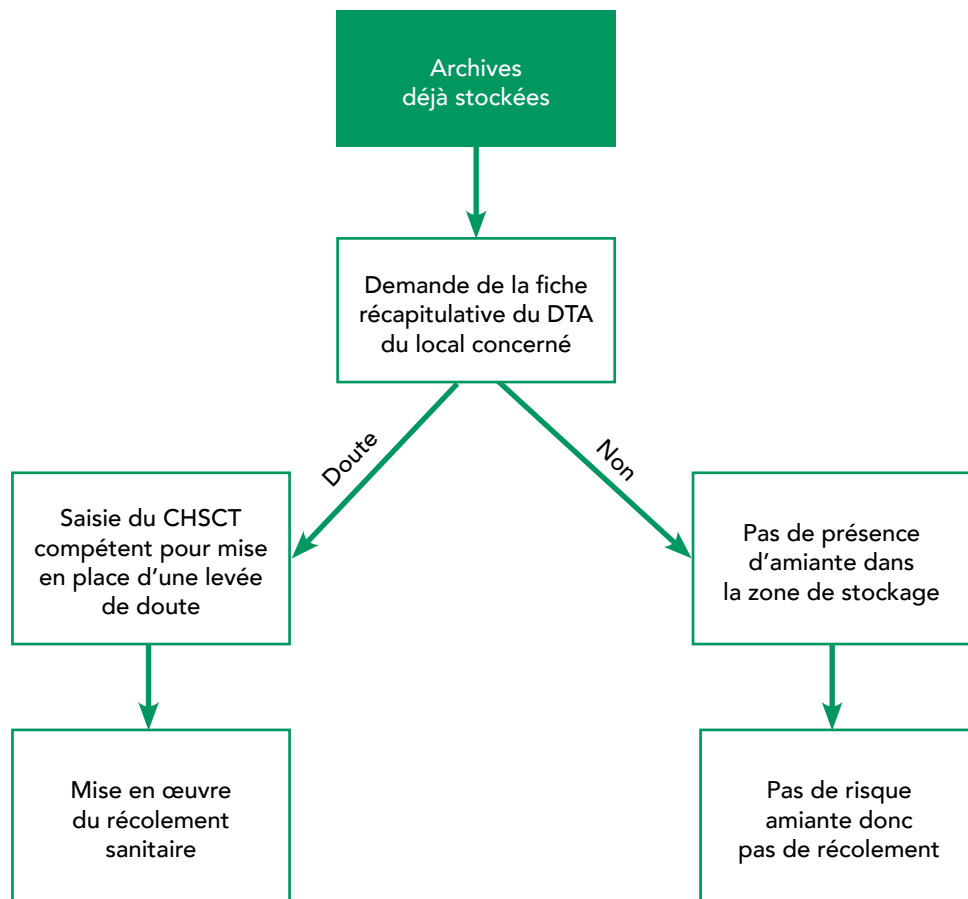 Archives
déjà stockées
Demande de la fiche
récapitulative du DTA
du local concerné
Doute
Non
Saisie du CHSCT
compétent pour mise
en place d’une levée
de doute
Pas de présence
d’amiante dans
la zone de stockage
Mise en œuvre
du récolement
sanitaire
Pas de risque
amiante donc
pas de récolement